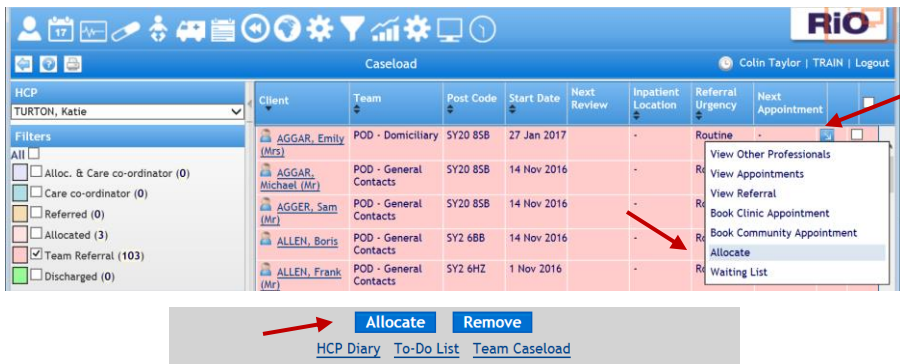 17
RiO
Caseload
Colin Taylor | TRAIN | Logout
HCP
TURTON, Katie
Filters
All
Alloc. & Care co-ordinator (0)
Care co-ordinator (0)
Referred (0)
Allocated (3)
Team Referral (103)
Discharged (0)
Client Team Post Code Start Date Next Review Inpatient Location Referral Urgency Next Appointment
AGGAR, Emily (Mrs) POD - Domiciliary SY20 8SB 27 Jan 2017 - Routine -
AGGAR, Michael (Mr) POD - General Contacts SY20 8SB 14 Nov 2016 -
AGGER, Sam (Mr) POD - General Contacts SY20 8SB 14 Nov 2016 -
ALLEN, Boris POD - General Contacts SY2 6BB 14 Nov 2016 -
ALLEN, Frank (Mr) POD - General Contacts SY2 6HZ 1 Nov 2016 -
View Other Professionals
View Appointments
View Referral
Book Clinic Appointment
Book Community Appointment
Allocate
Waiting List
Allocate Remove
HCP Diary To-Do List Team Caseload